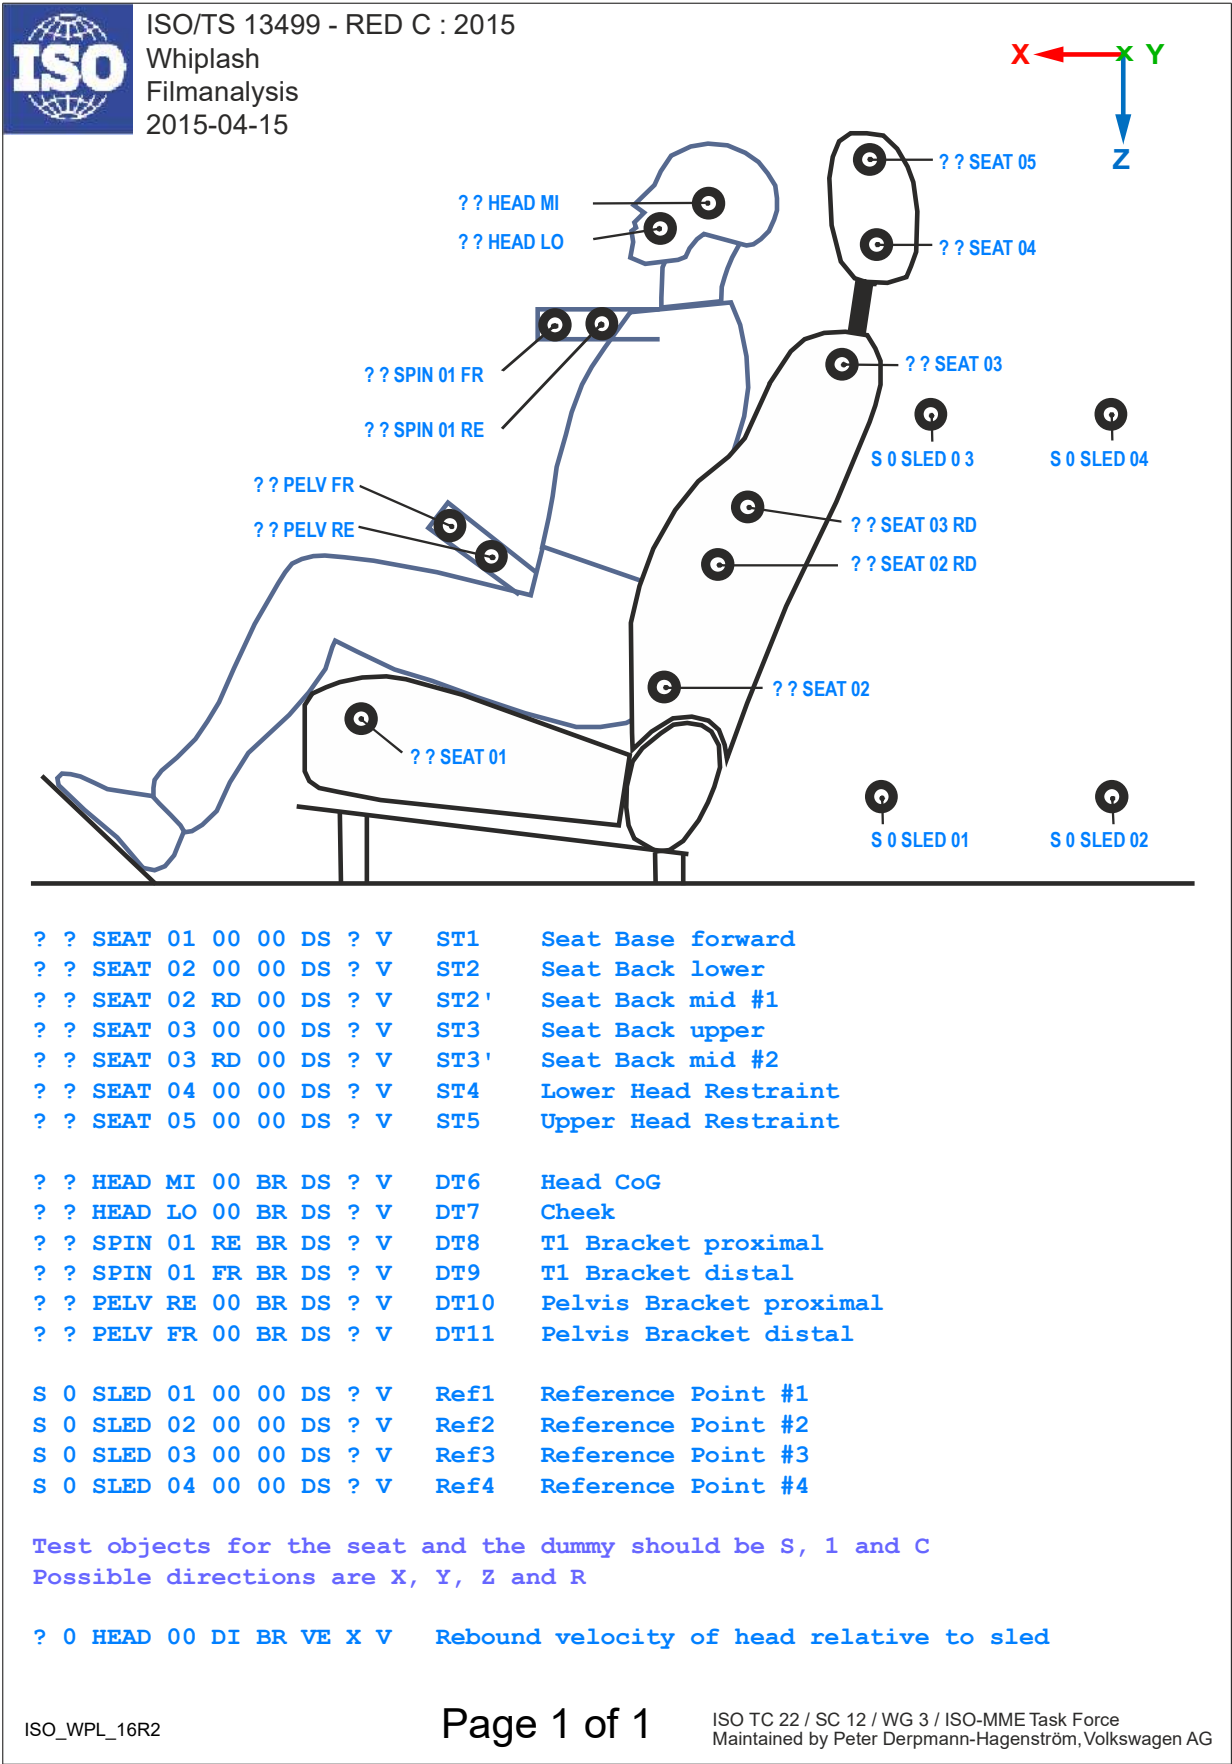 ISO
ISO/TS 13499 - RED C : 2015
Whiplash
Filmanalysis
2015-04-15
X
Y
Z
? ? SEAT 05
? ? HEAD MI
? ? HEAD LO
? ? SEAT 04
? ? SPIN 01 FR
? ? SEAT 03
? ? SPIN 01 RE
S 0 SLED 0 3
S 0 SLED 04
? ? PELV FR
? ? PELV RE
? ? SEAT 03 RD
? ? SEAT 02 RD
? ? SEAT 02
? ? SEAT 01
S 0 SLED 01
S 0 SLED 02
? ? SEAT 01 00 00 DS ? V ST1 Seat Base forward
? ? SEAT 02 00 00 DS ? V ST2 Seat Back lower
? ? SEAT 02 RD 00 DS ? V ST2' Seat Back mid #1
? ? SEAT 03 00 00 DS ? V ST3 Seat Back upper
? ? SEAT 03 RD 00 DS ? V ST3' Seat Back mid #2
? ? SEAT 04 00 00 DS ? V ST4 Lower Head Restraint
? ? SEAT 05 00 00 DS ? V ST5 Upper Head Restraint
? ? HEAD MI 00 BR DS ? V DT6 Head CoG
? ? HEAD LO 00 BR DS ? V DT7 Cheek
? ? SPIN 01 RE BR DS ? V DT8 T1 Bracket proximal
? ? SPIN 01 FR BR DS ? V DT9 T1 Bracket distal
? ? PELV RE 00 BR DS ? V DT10 Pelvis Bracket proximal
? ? PELV FR 00 BR DS ? V DT11 Pelvis Bracket distal
S 0 SLED 01 00 00 DS ? V Ref1 Reference Point #1
S 0 SLED 02 00 00 DS ? V Ref2 Reference Point #2
S 0 SLED 03 00 00 DS ? V Ref3 Reference Point #3
S 0 SLED 04 00 00 DS ? V Ref4 Reference Point #4
Test objects for the seat and the dummy should be S, 1 and C
Possible directions are X, Y, Z and R
? 0 HEAD 00 DI BR VE X V Rebound velocity of head relative to sled
ISO_WPL_16R2
Page 1 of 1
ISO TC 22 / SC 12 / WG 3 / ISO-MME Task Force
Maintained by Peter Derpmann-Hagenström, Volkswagen AG